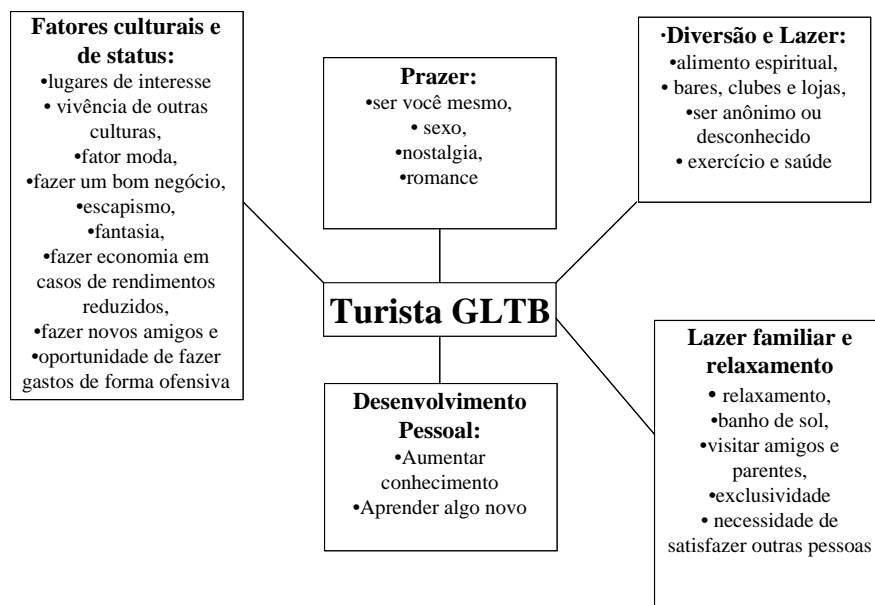 Fatores culturais e
de status:
•lugares de interesse
• vivência de outras
culturas,
•fator moda,
•fazer um bom negócio,
•escapismo,
•fantasia,
•fazer economia em
casos de rendimentos
reduzidos,
•fazer novos amigos e
•oportunidade de fazer
gastos de forma ofensiva
Prazer:
•ser você mesmo,
• sexo,
•nostalgia,
•romance
·Diversão e Lazer:
•alimento espiritual,
• bares, clubes e lojas,
•ser anônimo ou
desconhecido
• exercício e saúde
Turista GLTB
Desenvolvimento
Pessoal:
•Aumentar
conhecimento
•Aprender algo novo
Lazer familiar e
relaxamento
• relaxamento,
•banho de sol,
•visitar amigos e
parentes,
•exclusividade
• necessidade de
satisfazer outras pessoas